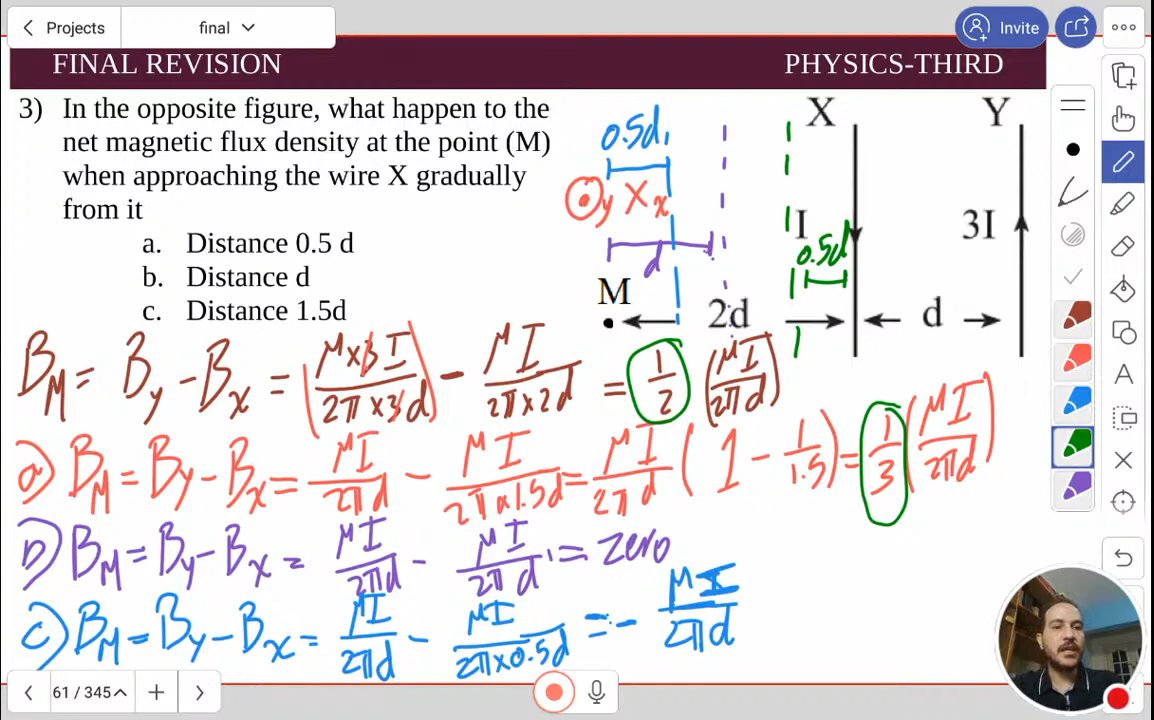 Projects
final
Invite
FINAL REVISION
PHYSICS-THIRD
3) In the opposite figure, what happen to the
net magnetic flux density at the point (M)
when approaching the wire X gradually
from it
a. Distance 0.5 d
b. Distance d
c. Distance 1.5d
X
Y
I
3I
M
2d
d
0.5d
y X x
d
0.5d
B_M = B_y - B_x = (μ×3I / 2π×3d) - μI / 2π×2d = 1/2 (μI / 2πd)
a) B_M = B_y - B_x = μI / 2πd - μI / 2π×1.5d = μI / 2πd (1 - 1/1.5) = 1/3 (μI / 2πd)
b) B_M = B_y - B_x = μI / 2πd - μI / 2πd = zero
c) B_M = B_y - B_x = μI / 2πd - μI / 2π×0.5d = - μI / 2πd
61 / 345
A